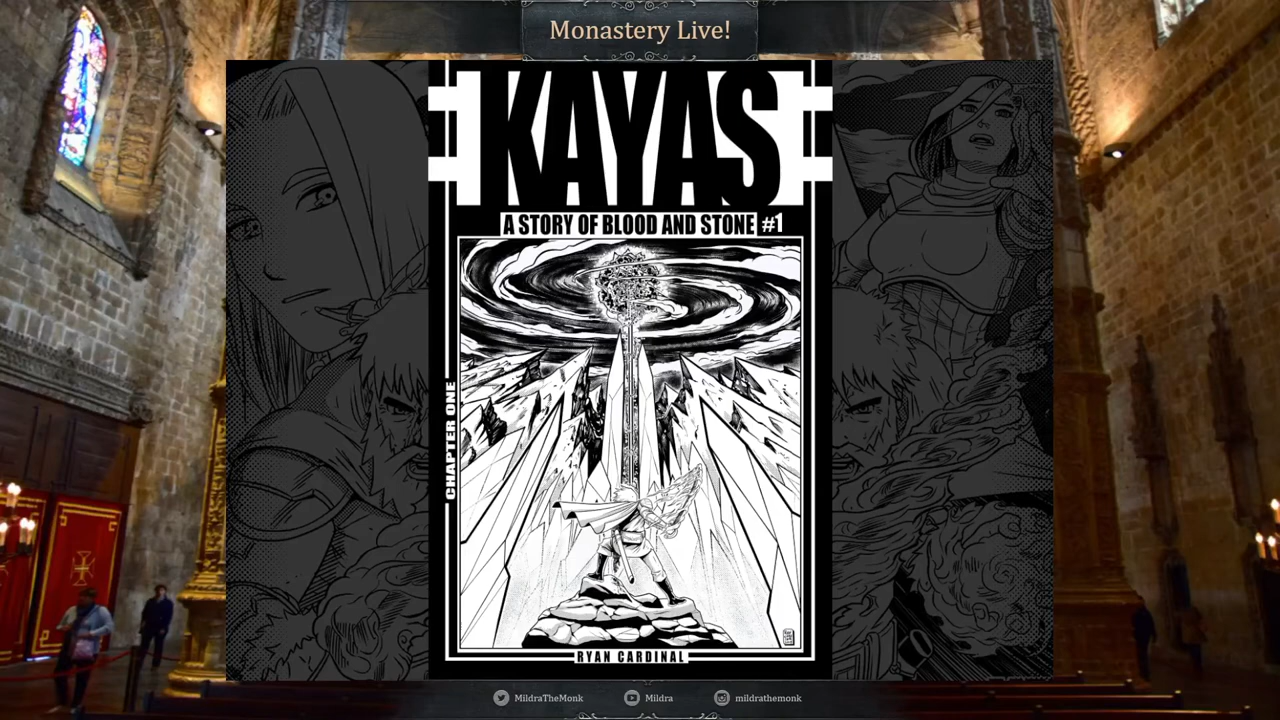 Monastery Live!
KAYAS
A STORY OF BLOOD AND STONE #1
CHAPTER ONE
RYAN CARDINAL
MildraTheMonk
Mildra
mildrathemonk